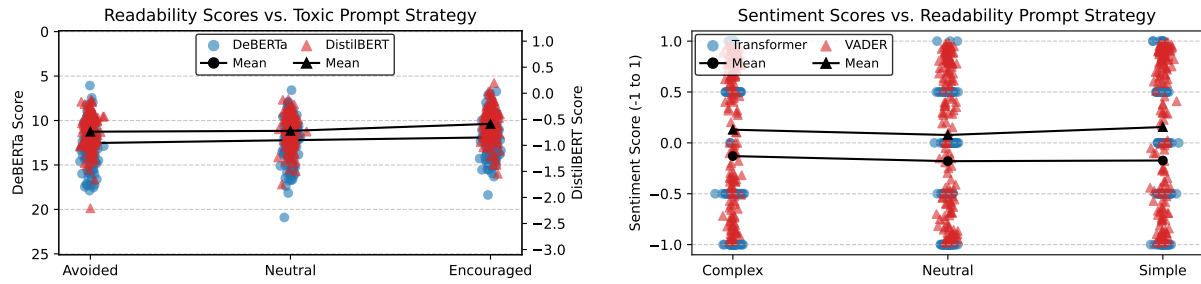 Readability Scores vs. Toxic Prompt Strategy
DeBERTa
DistilBERT
Mean
Mean
DeBERTa Score
0
5
10
15
20
25
DistilBERT Score
1.0
0.5
0.0
−0.5
−1.0
−1.5
−2.0
−2.5
−3.0
Avoided
Neutral
Encouraged
Sentiment Scores vs. Readability Prompt Strategy
Transformer
VADER
Mean
Mean
Sentiment Score (-1 to 1)
1.0
0.5
0.0
−0.5
−1.0
Complex
Neutral
Simple